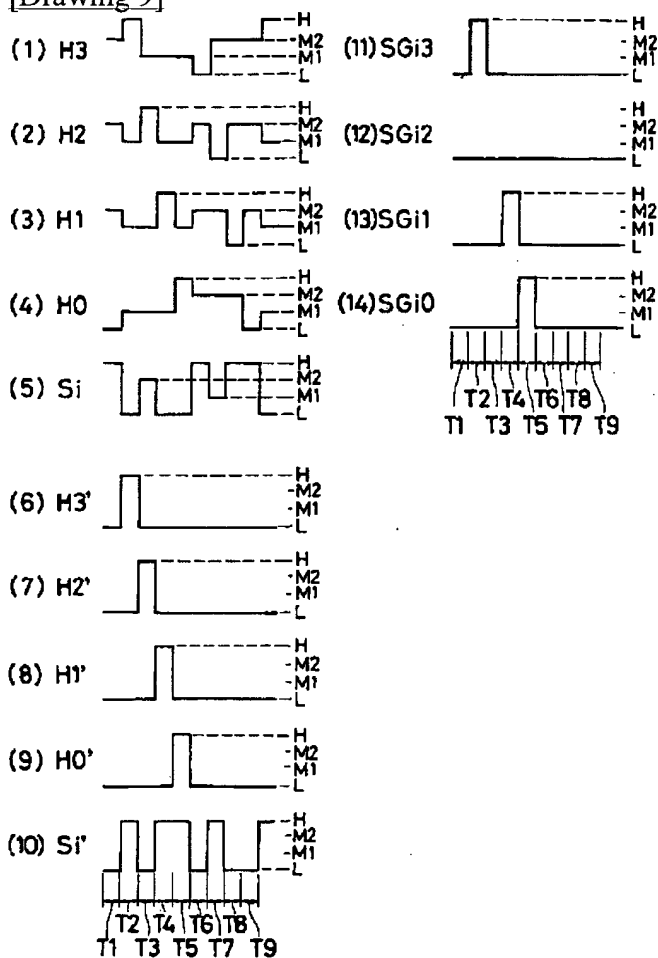 [Drawing 9]
(1) H3
H
M2
M1
L
(2) H2
H
M2
M1
L
(3) H1
H
M2
M1
L
(4) H0
H
M2
M1
L
(5) Si
H
M2
M1
L
(6) H3'
H
M2
M1
L
(7) H2'
H
M2
M1
L
(8) H1'
H
M2
M1
L
(9) H0'
H
M2
M1
L
(10) Si'
H
M2
M1
L
T2 T4 T6 T8
T1 T3 T5 T7 T9
(11) SGi3
H
M2
M1
L
(12) SGi2
H
M2
M1
L
(13) SGi1
H
M2
M1
L
(14) SGi0
H
M2
M1
L
T2 T4 T6 T8
T1 T3 T5 T7 T9